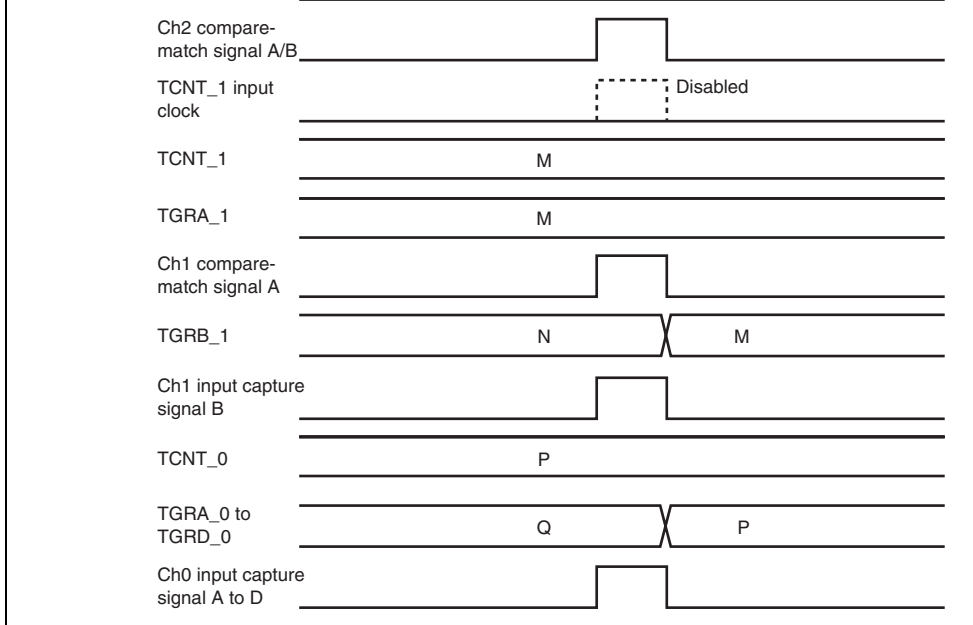 Ch2 compare-
match signal A/B
TCNT_1 input
clock
Disabled
TCNT_1
M
TGRA_1
M
Ch1 compare-
match signal A
TGRB_1
N
M
Ch1 input capture
signal B
TCNT_0
P
TGRA_0 to
TGRD_0
Q
P
Ch0 input capture
signal A to D